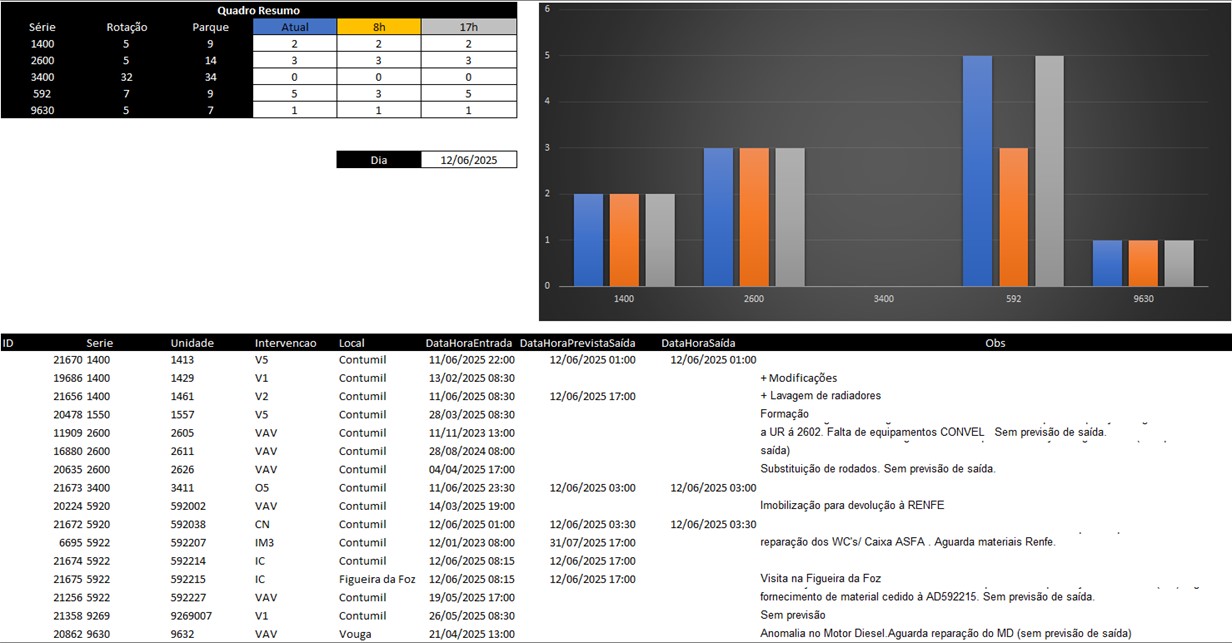 Quadro Resumo
Série Rotação Parque Atual 8h 17h
1400 5 9 2 2 2
2600 5 14 3 3 3
3400 32 34 0 0 0
592 7 9 5 3 5
9630 5 7 1 1 1
Dia 12/06/2025
6
5
4
3
2
1
0
1400 2600 3400 592 9630
ID Serie Unidade Intervencao Local DataHoraEntrada DataHoraPrevistaSaída DataHoraSaída Obs
21670 1400 1413 V5 Contumil 11/06/2025 22:00 12/06/2025 01:00 12/06/2025 01:00
19686 1400 1429 V1 Contumil 13/02/2025 08:30 + Modificações
21656 1400 1461 V2 Contumil 11/06/2025 08:30 12/06/2025 17:00 + Lavagem de radiadores
20478 1550 1557 V5 Contumil 28/03/2025 08:30 Formação
11909 2600 2605 VAV Contumil 11/11/2023 13:00 a UR á 2602. Falta de equipamentos CONVEL Sem previsão de saída.
16880 2600 2611 VAV Contumil 28/08/2024 08:00 saída)
20635 2600 2626 VAV Contumil 04/04/2025 17:00 Substituição de rodados. Sem previsão de saída.
21673 3400 3411 O5 Contumil 11/06/2025 23:30 12/06/2025 03:00 12/06/2025 03:00
20224 5920 592002 VAV Contumil 14/03/2025 19:00 Imobilização para devolução à RENFE
21672 5920 592038 CN Contumil 12/06/2025 01:00 12/06/2025 03:30 12/06/2025 03:30
6695 5922 592207 IM3 Contumil 12/01/2023 08:00 31/07/2025 17:00 reparação dos WC's/ Caixa ASFA . Aguarda materiais Renfe.
21674 5922 592214 IC Contumil 12/06/2025 08:15 12/06/2025 17:00
21675 5922 592215 IC Figueira da Foz 12/06/2025 08:15 12/06/2025 17:00 Visita na Figueira da Foz
21256 5922 592227 VAV Contumil 19/05/2025 17:00 fornecimento de material cedido à AD592215. Sem previsão de saída.
21358 9269 9269007 V1 Contumil 26/05/2025 08:30 Sem previsão
20862 9630 9632 VAV Vouga 21/04/2025 13:00 Anomalia no Motor Diesel.Aguarda reparação do MD (sem previsão de saída)